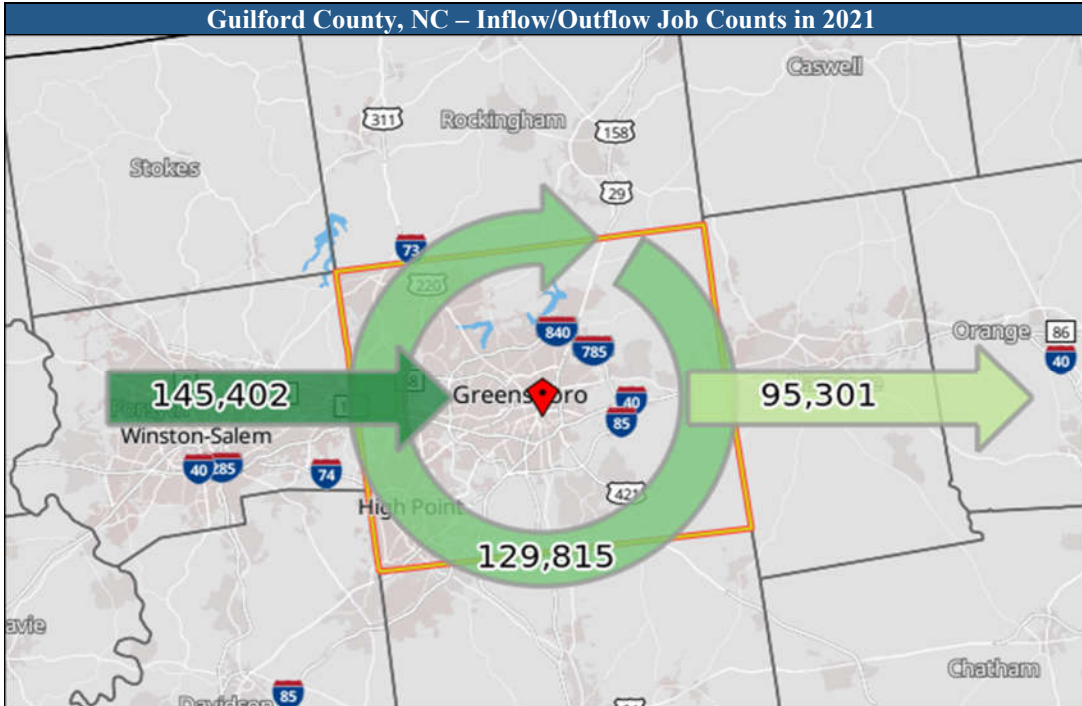 Guilford County, NC – Inflow/Outflow Job Counts in 2021
Caswell
311
Rockingham
158
Stokes
29
73
220
840
Orange
86
785
40
145,402
Greensboro
40
95,301
85
Winston-Salem
40
285
74
421
High Point
129,815
Chatham
85
Davidson